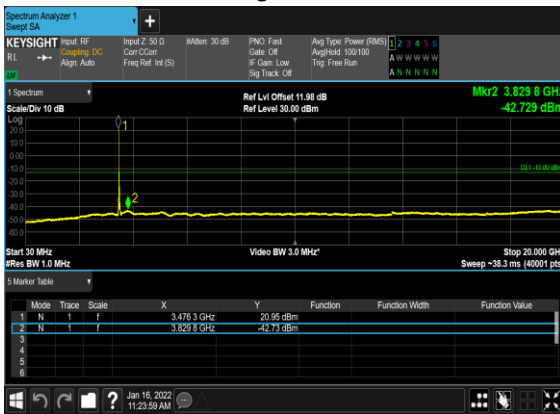 Spectrum Analyzer 1
Swept SA
KEYSIGHT Input: RF Input Z: 50 Ω #Atten: 30 dB PNO: Fast Avg Type: Power (RMS) 1 2 3 4 5 6
RL Coupling: DC Corr CCorr Gate: Off Avg|Hold: 100/100 A W W W W W
Align: Auto Freq Ref: Int (S) IF Gain: Low Trig: Free Run
LV Sig Track: Off A N N N N N
1 Spectrum Ref Lvl Offset 11.98 dB Mkr2 3.829 8 GHz
Scale/Div 10 dB Ref Level 30.00 dBm -42.729 dBm
Log
1
20.0
10.0
0.00
-10.0
DL1 -13.00 dBm
-20.0
-30.0
2
-40.0
-50.0
-60.0
Start 30 MHz Video BW 3.0 MHz* Stop 20.000 GHz
#Res BW 1.0 MHz Sweep ~38.3 ms (40001 pts)
5 Marker Table
Mode Trace Scale X Y Function Function Width Function Value
1 N 1 f 3.476 3 GHz 20.95 dBm
2 N 1 f 3.829 8 GHz -42.73 dBm
3
4
5
6
? Jan 16, 2022
11:23:59 AM